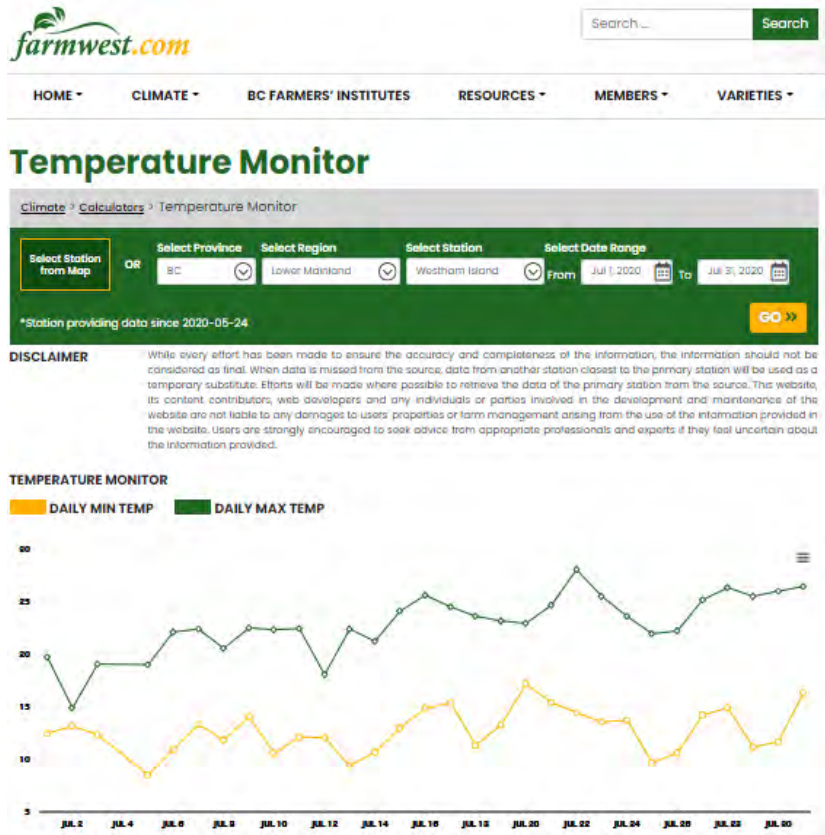 farmwest.com
Search ...
Search
HOME
CLIMATE
BC FARMERS' INSTITUTES
RESOURCES
MEMBERS
VARIETIES
Temperature Monitor
Climate > Calculators > Temperature Monitor
Select Station
from Map
OR
Select Province
BC
Select Region
Lower Mainland
Select Station
Westham Island
Select Date Range
From
Jul 1, 2020
To
Jul 31, 2020
*Station providing data since 2020-05-24
GO »
DISCLAIMER
While every effort has been made to ensure the accuracy and completeness of the information, the information should not be
considered as final. When data is missed from the source, data from another station closest to the primary station will be used as a
temporary substitute. Efforts will be made where possible to retrieve the data of the primary station from the source. This website,
its content contributors, web developers and any individuals or parties involved in the development and maintenance of the
website are not liable to any damages to users' properties or farm management arising from the use of the information provided in
the website. Users are strongly encouraged to seek advice from appropriate professionals and experts if they feel uncertain about
the information provided.
TEMPERATURE MONITOR
DAILY MIN TEMP
DAILY MAX TEMP
30
25
20
15
10
5
JUL 2
JUL 4
JUL 6
JUL 8
JUL 10
JUL 12
JUL 14
JUL 16
JUL 18
JUL 20
JUL 22
JUL 24
JUL 26
JUL 28
JUL 30